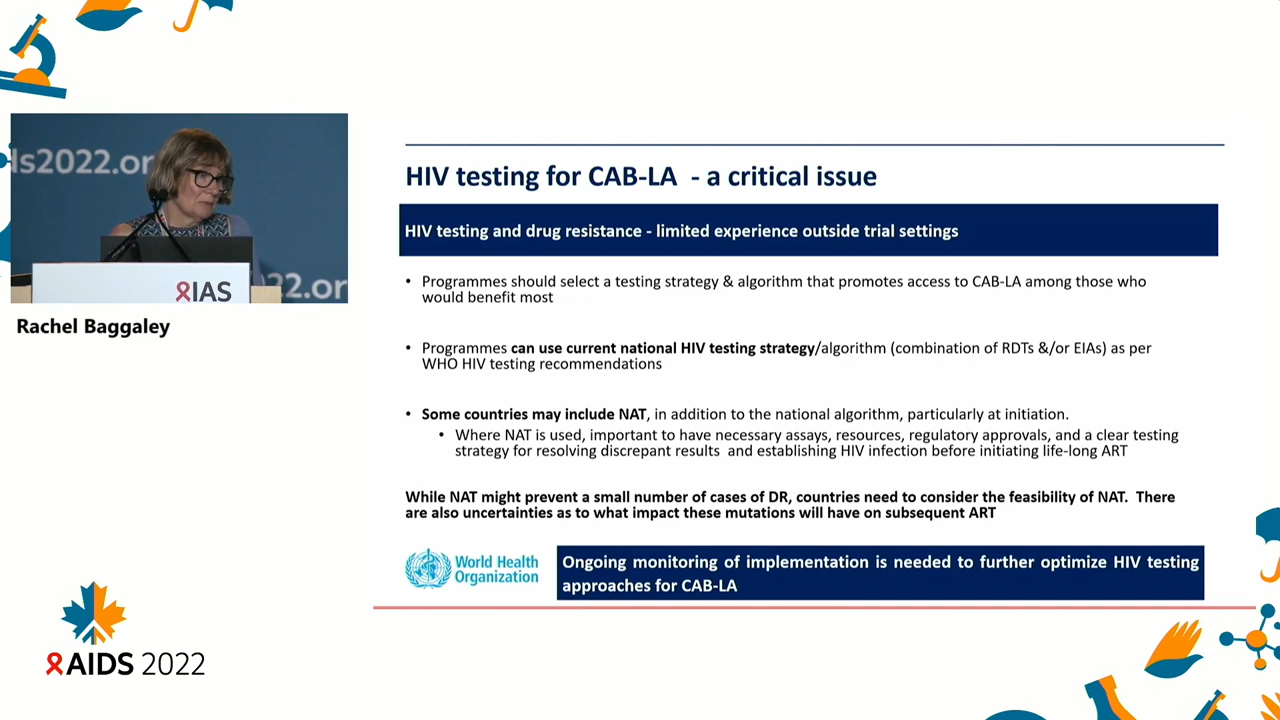 ds2022.or
IAS
22.or
Rachel Baggaley
HIV testing for CAB-LA - a critical issue
HIV testing and drug resistance - limited experience outside trial settings
• Programmes should select a testing strategy & algorithm that promotes access to CAB-LA among those who
would benefit most
• Programmes can use current national HIV testing strategy/algorithm (combination of RDTs &/or EIAs) as per
WHO HIV testing recommendations
• Some countries may include NAT, in addition to the national algorithm, particularly at initiation.
• Where NAT is used, important to have necessary assays, resources, regulatory approvals, and a clear testing
strategy for resolving discrepant results and establishing HIV infection before initiating life-long ART
While NAT might prevent a small number of cases of DR, countries need to consider the feasibility of NAT. There
are also uncertainties as to what impact these mutations will have on subsequent ART
World Health
Organization
Ongoing monitoring of implementation is needed to further optimize HIV testing
approaches for CAB-LA
AIDS 2022